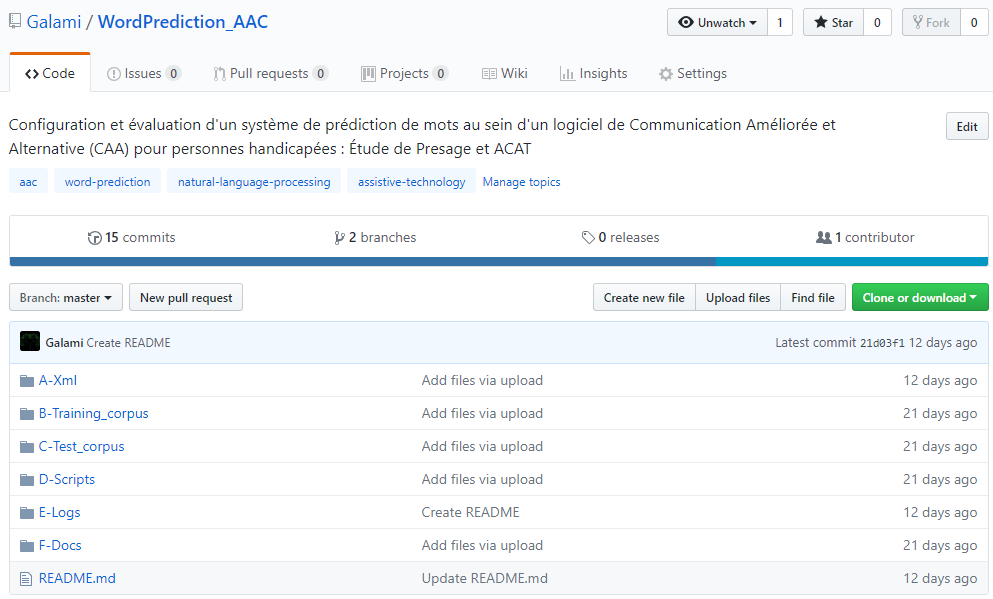 Galami / WordPrediction_AAC
Unwatch 1 Star 0 Fork 0
Code Issues 0 Pull requests 0 Projects 0 Wiki Insights Settings
Configuration et évaluation d'un système de prédiction de mots au sein d'un logiciel de Communication Améliorée et
Alternative (CAA) pour personnes handicapées : Étude de Presage et ACAT
Edit
aac word-prediction natural-language-processing assistive-technology Manage topics
15 commits 2 branches 0 releases 1 contributor
Branch: master New pull request Create new file Upload files Find file Clone or download
Galami Create README Latest commit 21d03f1 12 days ago
A-Xml Add files via upload 12 days ago
B-Training_corpus Add files via upload 21 days ago
C-Test_corpus Add files via upload 21 days ago
D-Scripts Add files via upload 21 days ago
E-Logs Create README 12 days ago
F-Docs Add files via upload 21 days ago
README.md Update README.md 12 days ago